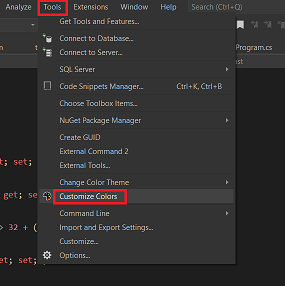 Analyze Tools Extensions Window Help Search (Ctrl+Q)
Get Tools and Features...
Connect to Database...
Program.cs
Connect to Server...
SQL Server
Code Snippets Manager... Ctrl+K, Ctrl+B
Choose Toolbox Items...
NuGet Package Manager
Create GUID
External Command 2
t; set;
External Tools...
Change Color Theme
get; se
Customize Colors
Command Line
> 32 + (
Import and Export Settings...
Customize...
et; set;
Options...